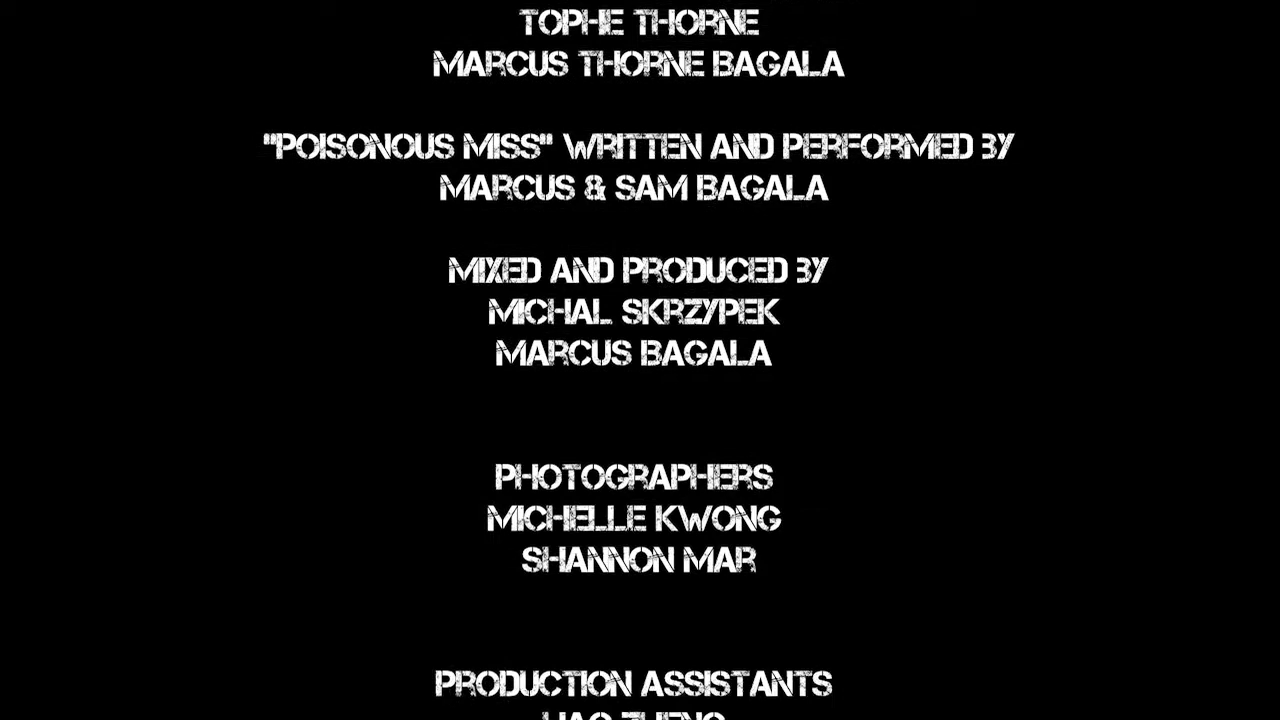 TOPHE THORNE
MARCUS THORNE BAGALA
"POISONOUS MISS" WRITTEN AND PERFORMED BY
MARCUS & SAM BAGALA
MIXED AND PRODUCED BY
MICHAL SKRZYPEK
MARCUS BAGALA
PHOTOGRAPHERS
MICHELLE KWONG
SHANNON MAR
PRODUCTION ASSISTANTS